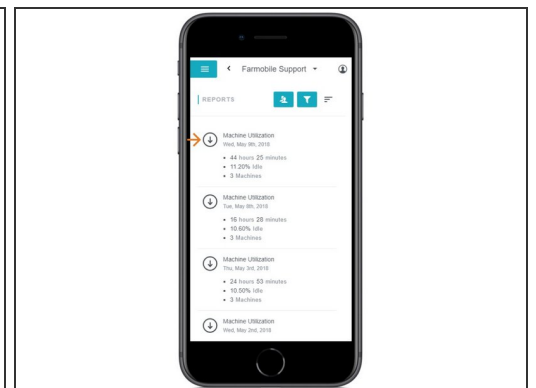 Farmobile Support
REPORTS
Machine Utilization
Wed, May 9th, 2018
• 44 hours 25 minutes
• 11.20% Idle
• 3 Machines
Machine Utilization
Tue, May 8th, 2018
• 16 hours 28 minutes
• 10.60% Idle
• 3 Machines
Machine Utilization
Thu, May 3rd, 2018
• 24 hours 53 minutes
• 10.50% Idle
• 3 Machines
Machine Utilization
Wed, May 2nd, 2018